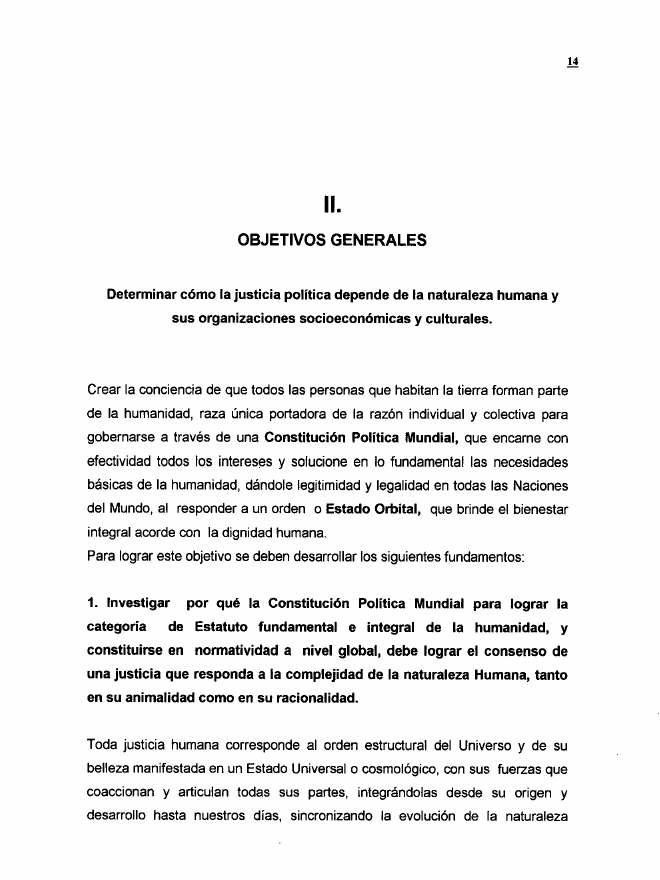 14
II.
OBJETIVOS GENERALES
Determinar cómo la justicia política depende de la naturaleza humana y
sus organizaciones socioeconómicas y culturales.
Crear la conciencia de que todos las personas que habitan la tierra forman parte
de la humanidad, raza única portadora de la razón individual y colectiva para
gobernarse a través de una Constitución Política Mundial, que encarne con
efectividad todos los intereses y solucione en lo fundamental las necesidades
básicas de la humanidad, dándole legitimidad y legalidad en todas las Naciones
del Mundo, al responder a un orden o Estado Orbital, que brinde el bienestar
integral acorde con la dignidad humana.
Para lograr este objetivo se deben desarrollar los siguientes fundamentos:
1. Investigar por qué la Constitución Política Mundial para lograr la
categoría de Estatuto fundamental e integral de la humanidad, y
constituirse en normatividad a nivel global, debe lograr el consenso de
una justicia que responda a la complejidad de la naturaleza Humana, tanto
en su animalidad como en su racionalidad.
Toda justicia humana corresponde al orden estructural del Universo y de su
belleza manifestada en un Estado Universal o cosmológico, con sus fuerzas que
coaccionan y articulan todas sus partes, integrándolas desde su origen y
desarrollo hasta nuestros días, sincronizando la evolución de la naturaleza